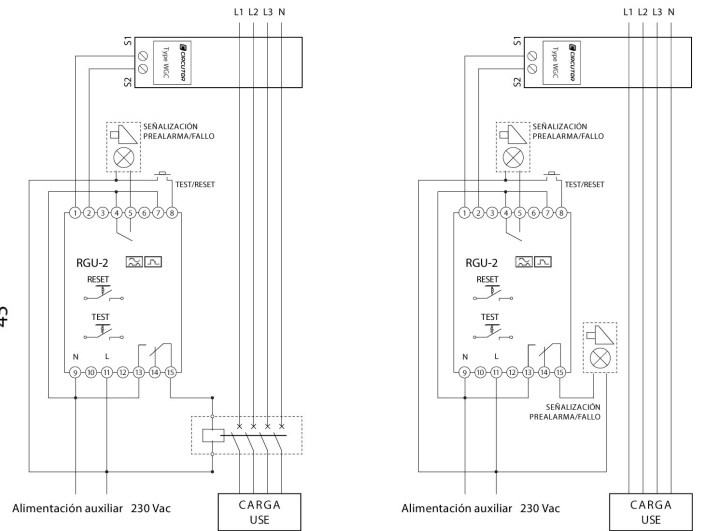 L1 L2 L3 N
S1
S2
CIRCUTOR
Type WGC
SEÑALIZACIÓN
PREALARMA/FALLO
TEST/RESET
1 2 3 4 5 6 7 8
RGU-2
RESET
TEST
N L
9 10 11 12 13 14 15
Alimentación auxiliar 230 Vac
CARGA
USE
45
L1 L2 L3 N
S1
S2
CIRCUTOR
Type WGC
SEÑALIZACIÓN
PREALARMA/FALLO
TEST/RESET
1 2 3 4 5 6 7 8
RGU-2
RESET
TEST
N L
9 10 11 12 13 14 15
SEÑALIZACIÓN
PREALARMA/FALLO
Alimentación auxiliar 230 Vac
CARGA
USE